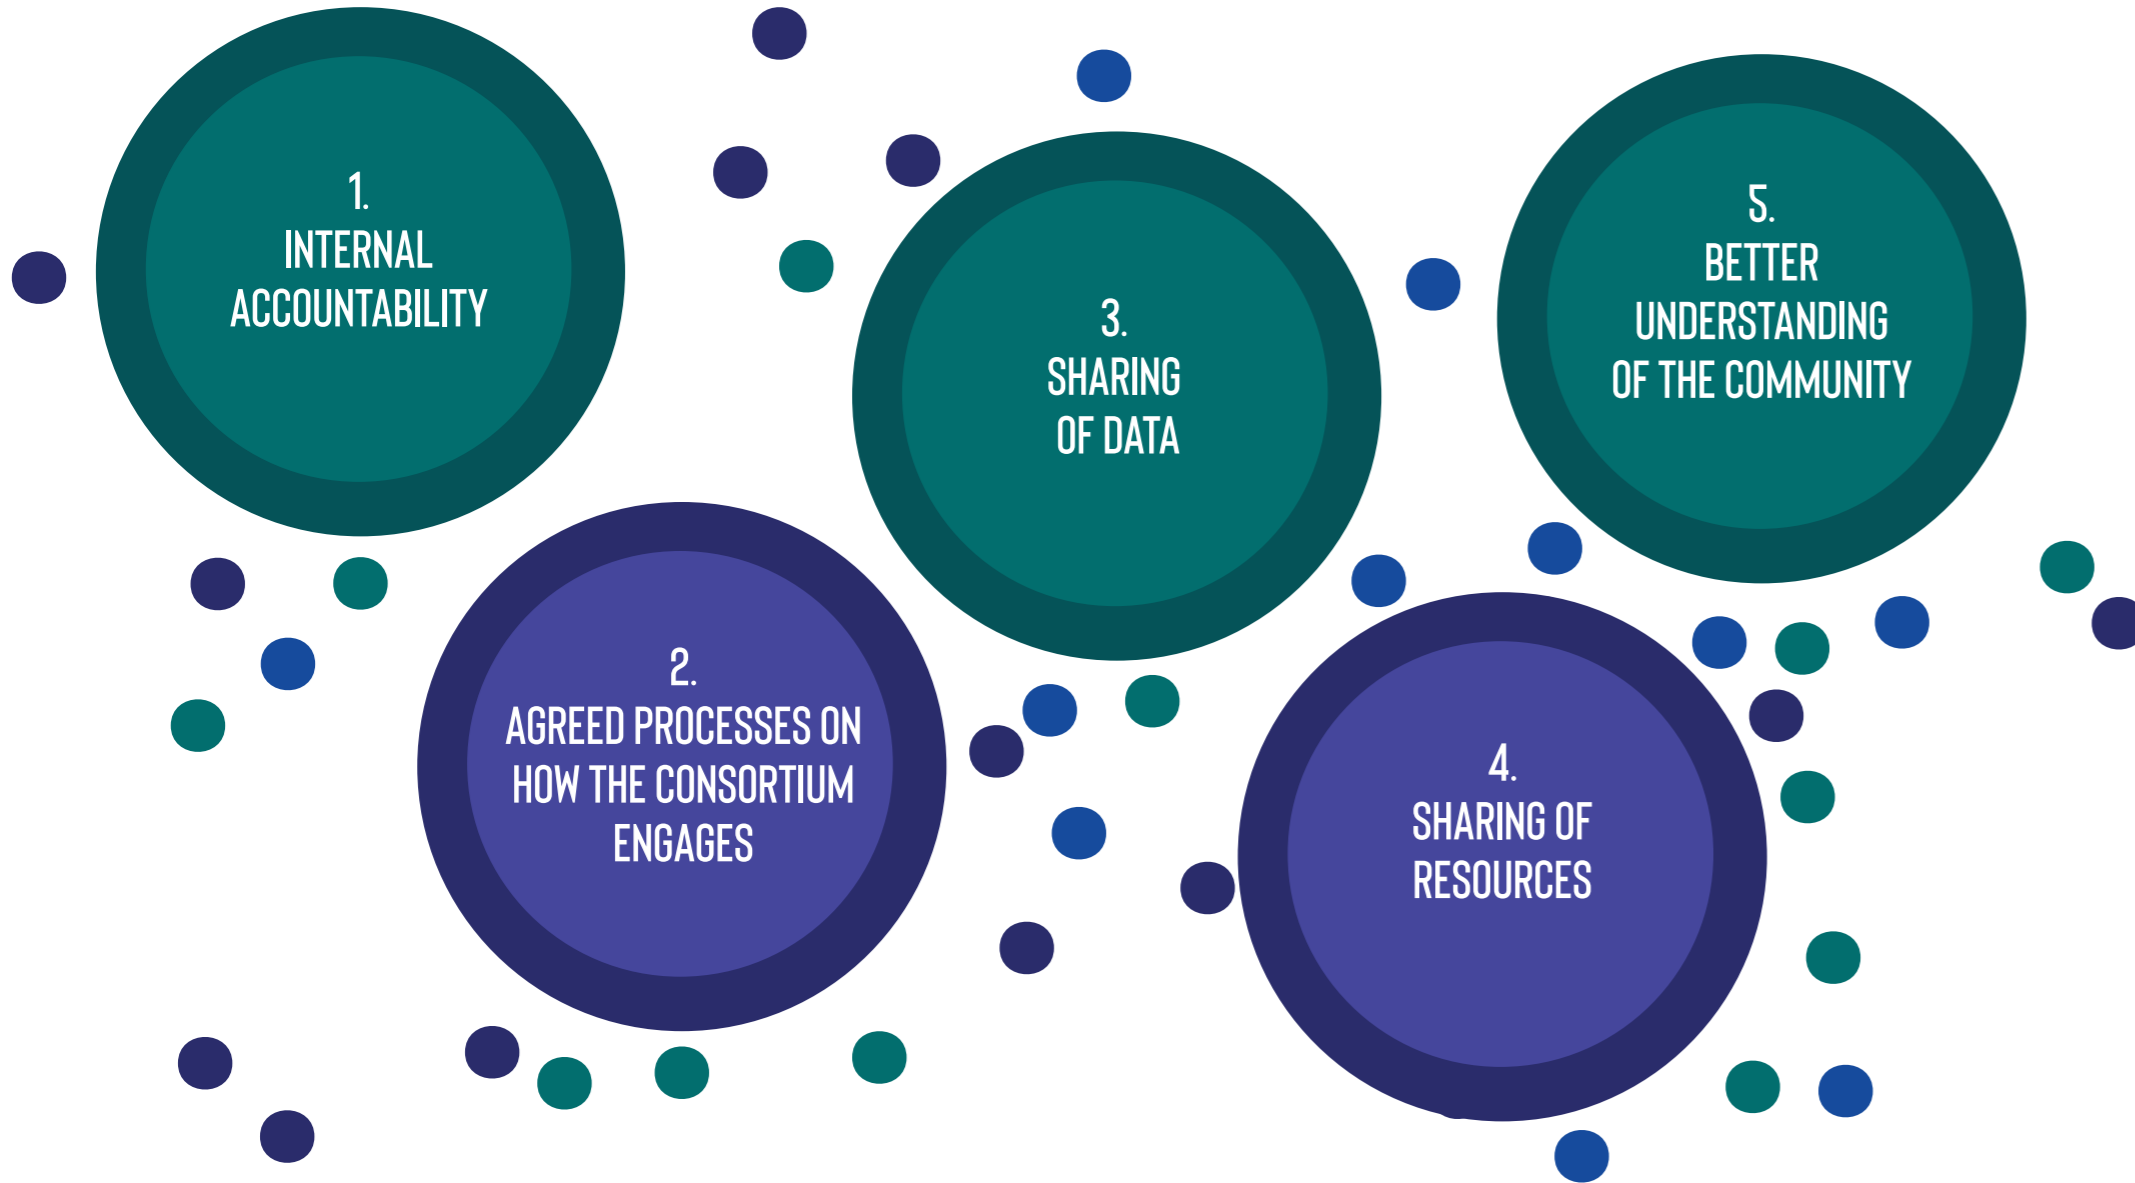 1.
INTERNAL
ACCOUNTABILITY
2.
AGREED PROCESSES ON
HOW THE CONSORTIUM
ENGAGES
3.
SHARING
OF DATA
4.
SHARING OF
RESOURCES
5.
BETTER
UNDERSTANDING
OF THE COMMUNITY